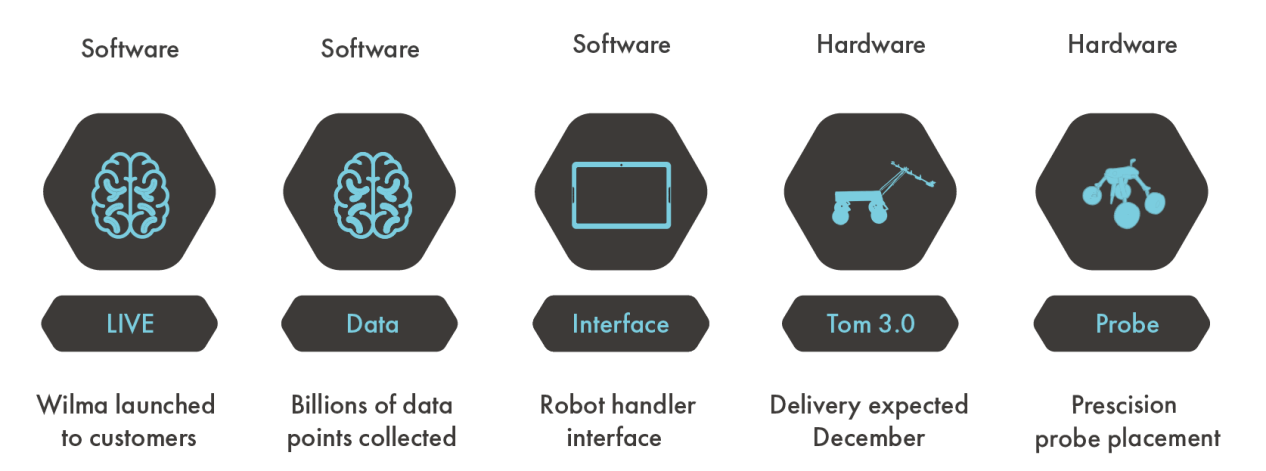 Software
Software
Software
Hardware
Hardware
LIVE
Data
Interface
Tom 3.0
Probe
Wilma launched
to customers
Billions of data
points collected
Robot handler
interface
Delivery expected
December
Prescision
probe placement